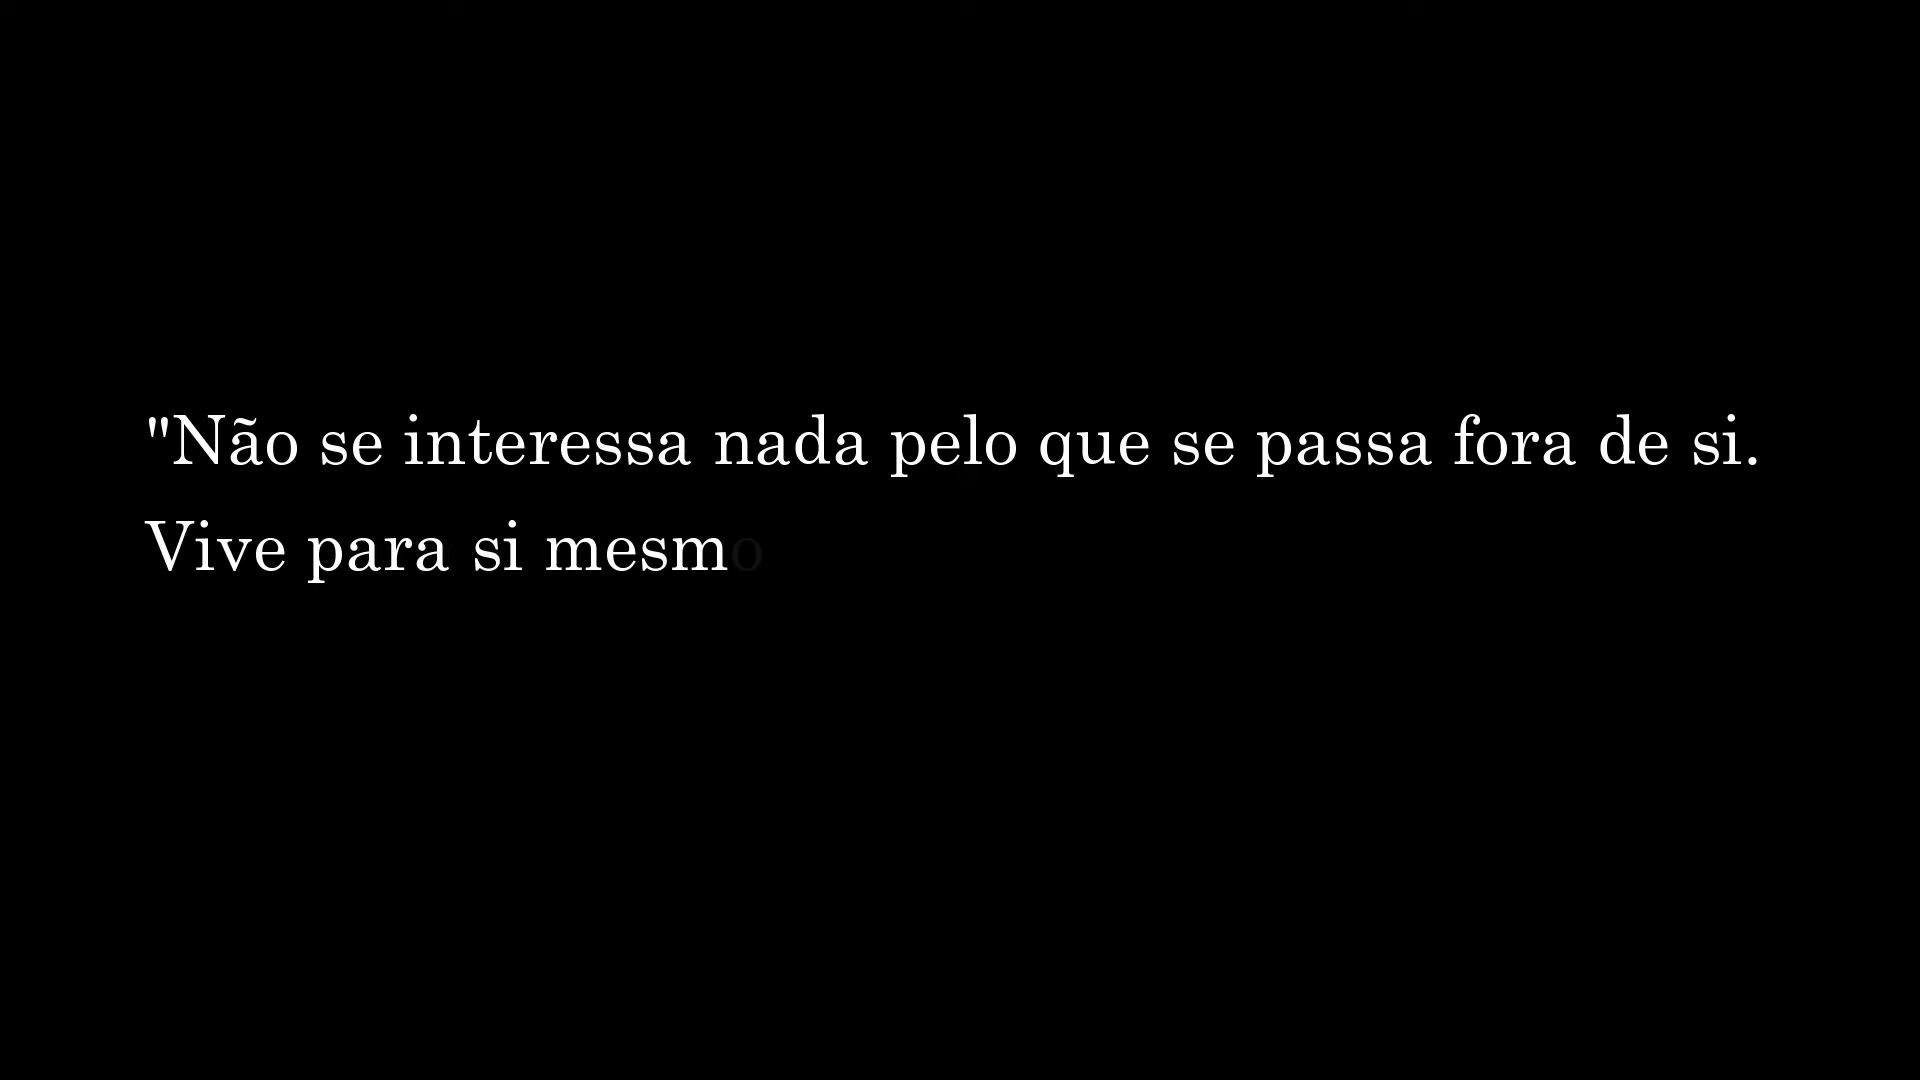 "Não se interessa nada pelo que se passa fora de si.
Vive para si mesmo